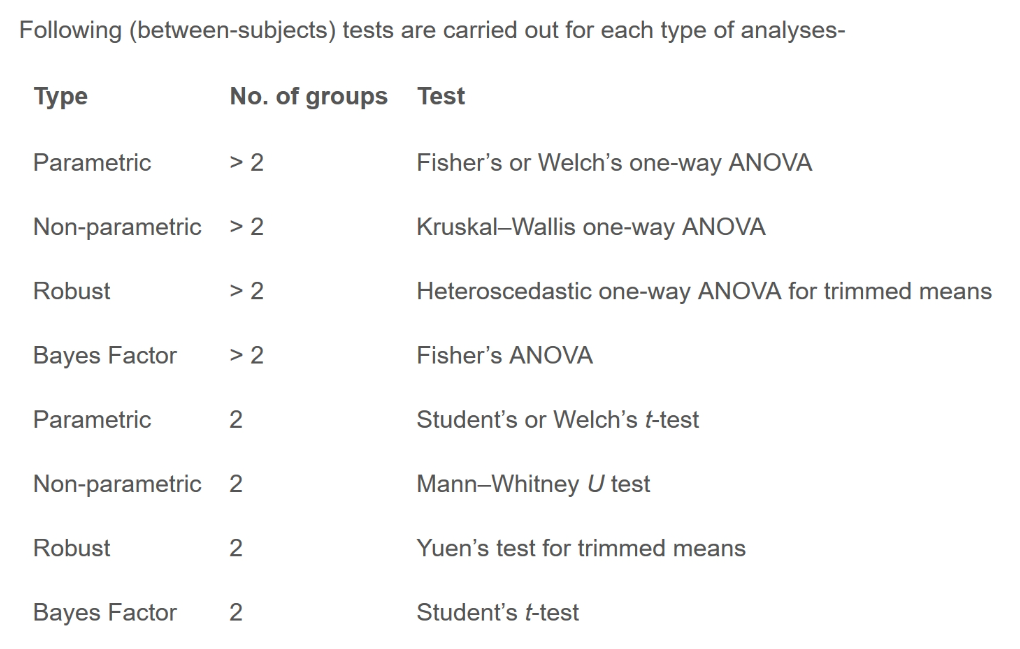 Following (between-subjects) tests are carried out for each type of analyses-
Type No. of groups Test
Parametric > 2 Fisher’s or Welch’s one-way ANOVA
Non-parametric > 2 Kruskal–Wallis one-way ANOVA
Robust > 2 Heteroscedastic one-way ANOVA for trimmed means
Bayes Factor > 2 Fisher’s ANOVA
Parametric 2 Student’s or Welch’s t-test
Non-parametric 2 Mann–Whitney U test
Robust 2 Yuen’s test for trimmed means
Bayes Factor 2 Student’s t-test